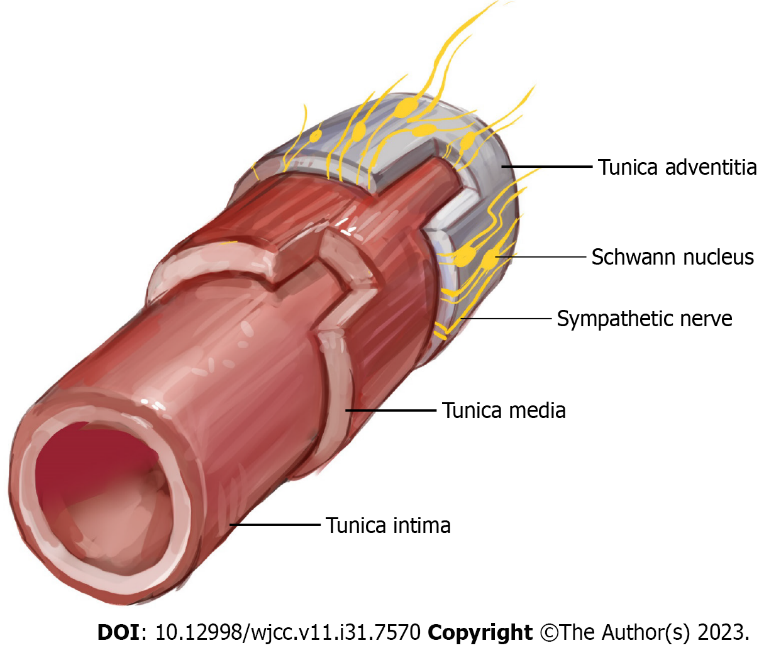 Tunica adventitia
Schwann nucleus
Sympathetic nerve
Tunica media
Tunica intima
DOI: 10.12998/wjcc.v11.i31.7570 Copyright ©The Author(s) 2023.